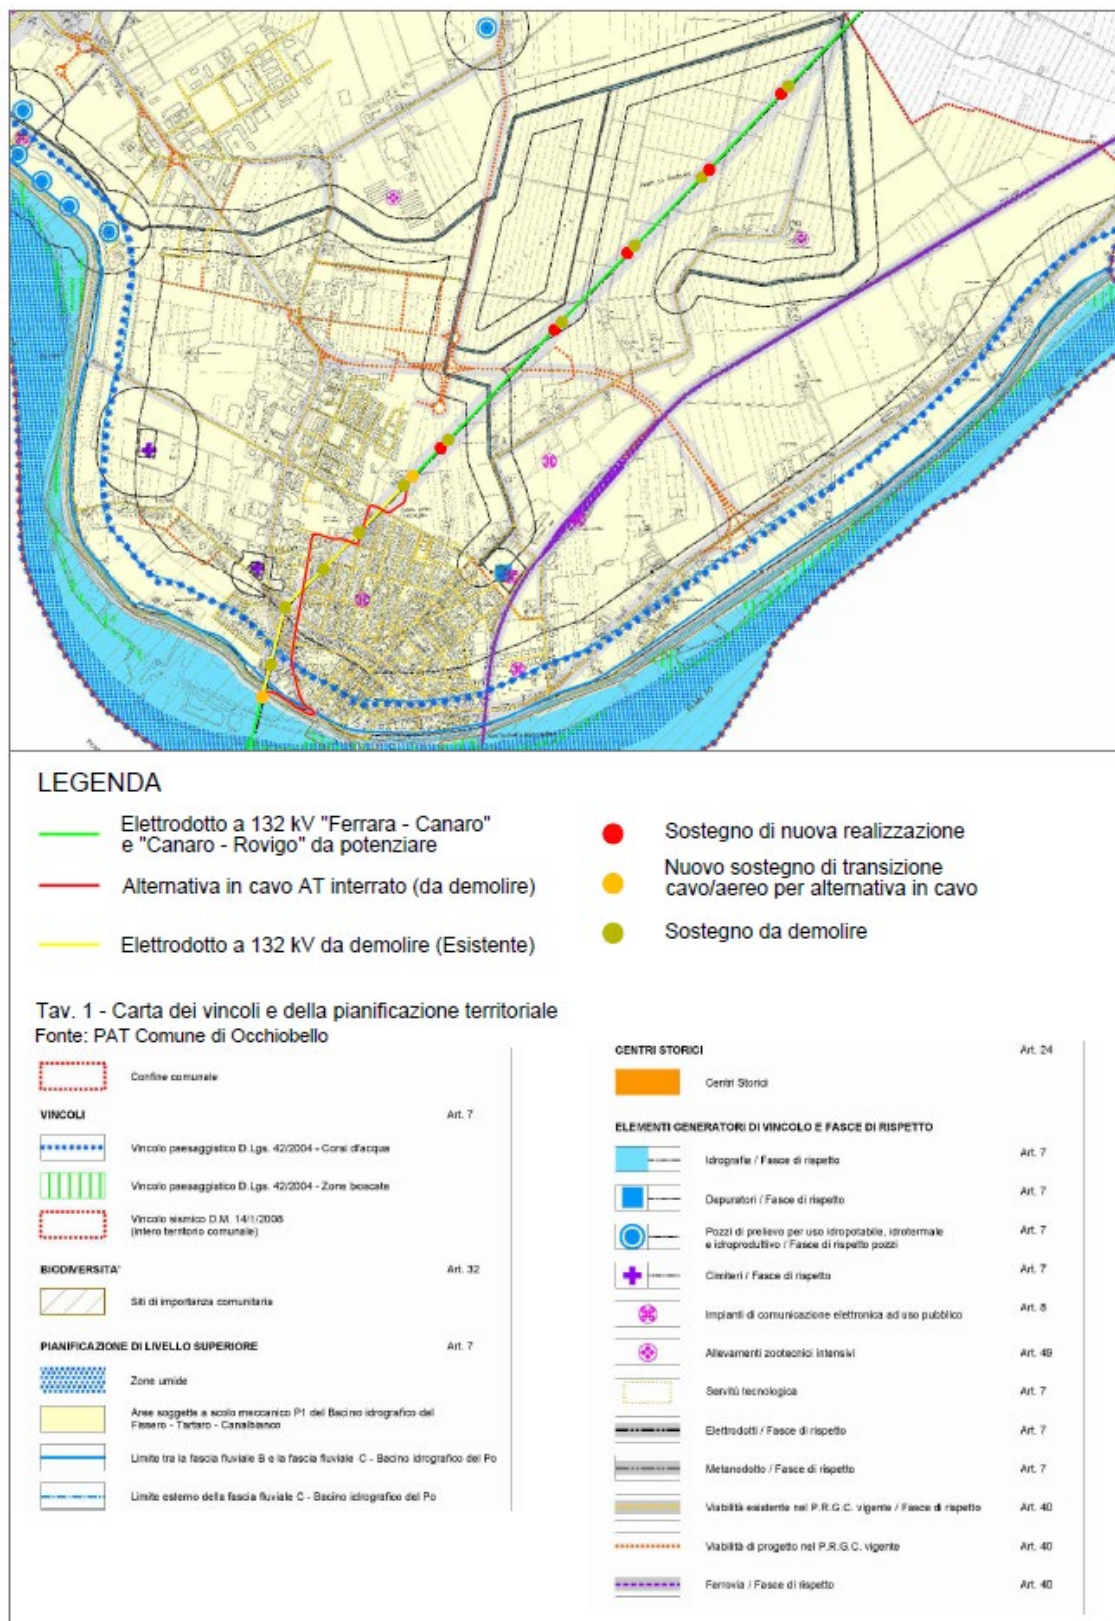 LEGENDA
Elettrodotto a 132 kV "Ferrara - Canaro"
e "Canaro - Rovigo" da potenziare
Alternativa in cavo AT interrato (da demolire)
Elettrodotto a 132 kV da demolire (Esistente)
Sostegno di nuova realizzazione
Nuovo sostegno di transizione
cavo/aereo per alternativa in cavo
Sostegno da demolire
Tav. 1 - Carta dei vincoli e della pianificazione territoriale
Fonte: PAT Comune di Occhiobello
Confine comunale
VINCOLI Art. 7
Vincolo paesaggistico D.Lgs. 42/2004 - Corsi d'acqua
Vincolo paesaggistico D.Lgs. 42/2004 - Zone boscate
Vincolo sismico D.M. 14/1/2008
(intero territorio comunale)
BIODIVERSITA' Art. 32
Siti di importanza comunitaria
PIANIFICAZIONE DI LIVELLO SUPERIORE Art. 7
Zone umide
Aree soggette a scolo meccanico P1 del Bacino idrografico del
Fissero - Tartaro - Canalbianco
Limite tra la fascia fluviale B e la fascia fluviale C - Bacino idrografico del Po
Limite esterno della fascia fluviale C - Bacino idrografico del Po
CENTRI STORICI Art. 24
Centri Storici
ELEMENTI GENERATORI DI VINCOLO E FASCE DI RISPETTO
Idrografia / Fasce di rispetto Art. 7
Depuratori / Fasce di rispetto Art. 7
Pozzi di prelievo per uso idropotabile, idrotermale
e idroproduttivo / Fasce di rispetto pozzi Art. 7
Cimiteri / Fasce di rispetto Art. 7
Impianti di comunicazione elettronica ad uso pubblico Art. 8
Allevamenti zootecnici intensivi Art. 49
Servitù tecnologica Art. 7
Elettrodotti / Fasce di rispetto Art. 7
Metanodotto / Fasce di rispetto Art. 7
Viabilità esistente nel P.R.G.C. vigente / Fasce di rispetto Art. 40
Viabilità di progetto nel P.R.G.C. vigente Art. 40
Ferrovia / Fasce di rispetto Art. 40